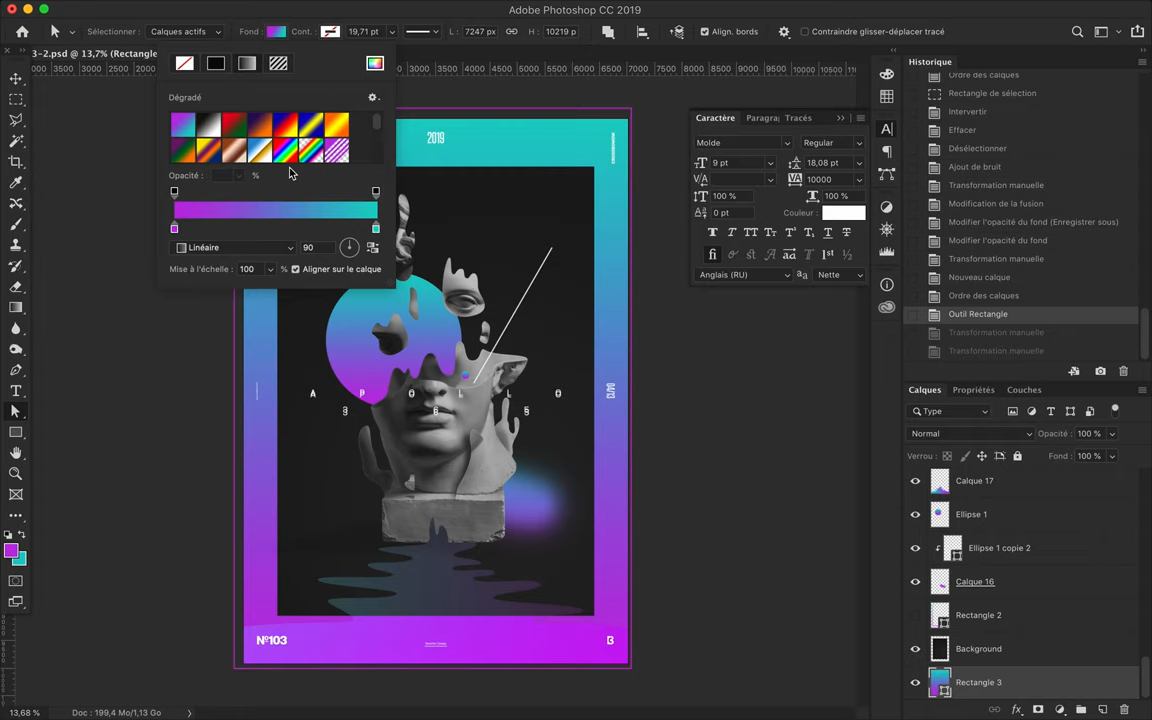 Adobe Photoshop CC 2019
Sélectionner : Calques actifs Fond : Cont. : 19,71 pt L : 7247 px H : 10219 p Align. bords Contraindre glisser-déplacer tracé
3-2.psd @ 13,7% (Rectangle
Dégradé
Opacité : %
Linéaire 90
Mise à l'échelle : 100 % Aligner sur le calque
2019
A P O L L O
3 8 5
04/13
Nº103
B
Caractère Paragra Tracés
Molde Regular
9 pt 18,08 pt
10000
100 % 100 %
0 pt Couleur :
Anglais (RU) Nette
Historique
Ordre des calques
Rectangle de sélection
Intervertir
Effacer
Désélectionner
Ajout de bruit
Transformation manuelle
Modification de la fusion
Modifier l'opacité du fond (Enregistrer sous)
Modifier l'opacité du fond
Transformation manuelle
Nouveau calque
Ordre des calques
Outil Rectangle
Transformation manuelle
Transformation manuelle
Calques Propriétés Couches
Type
Normal Opacité : 100 %
Verrou : Fond : 100 %
Calque 17
Ellipse 1
Ellipse 1 copie 2
Calque 16
Rectangle 2
Background
Rectangle 3
13,68 % Doc : 199,4 Mo/1,13 Go